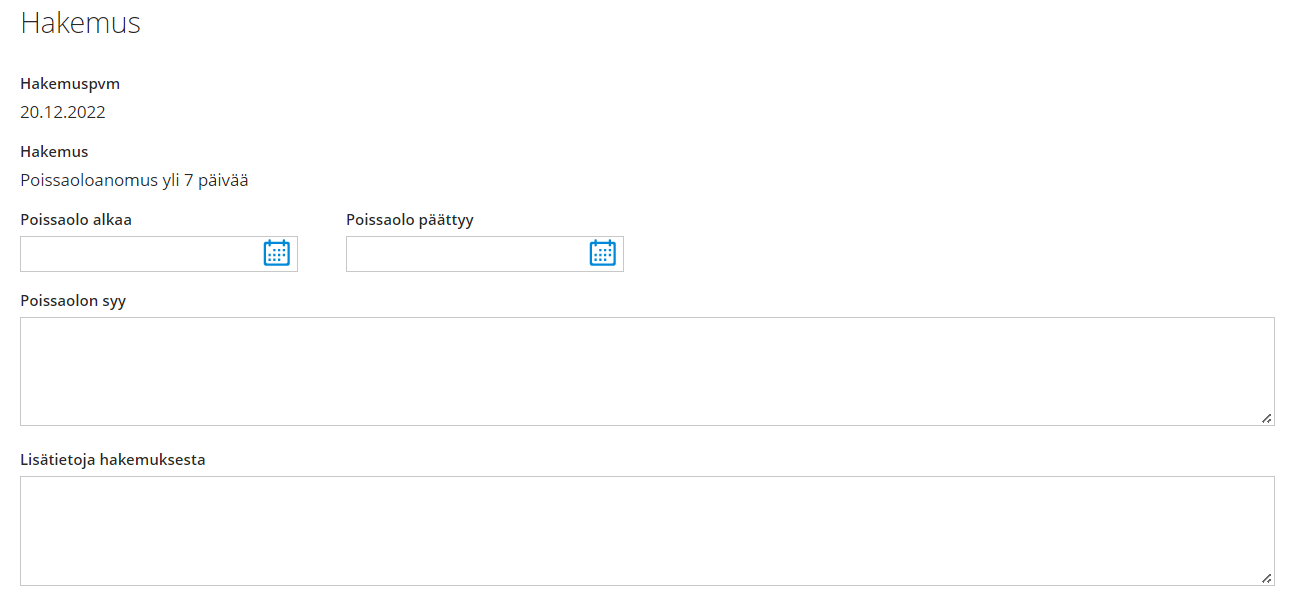 Hakemus
Hakemuspvm
20.12.2022
Hakemus
Poissaoloanomus yli 7 päivää
Poissaolo alkaa
Poissaolo päättyy
Poissaolon syy
Lisätietoja hakemuksesta